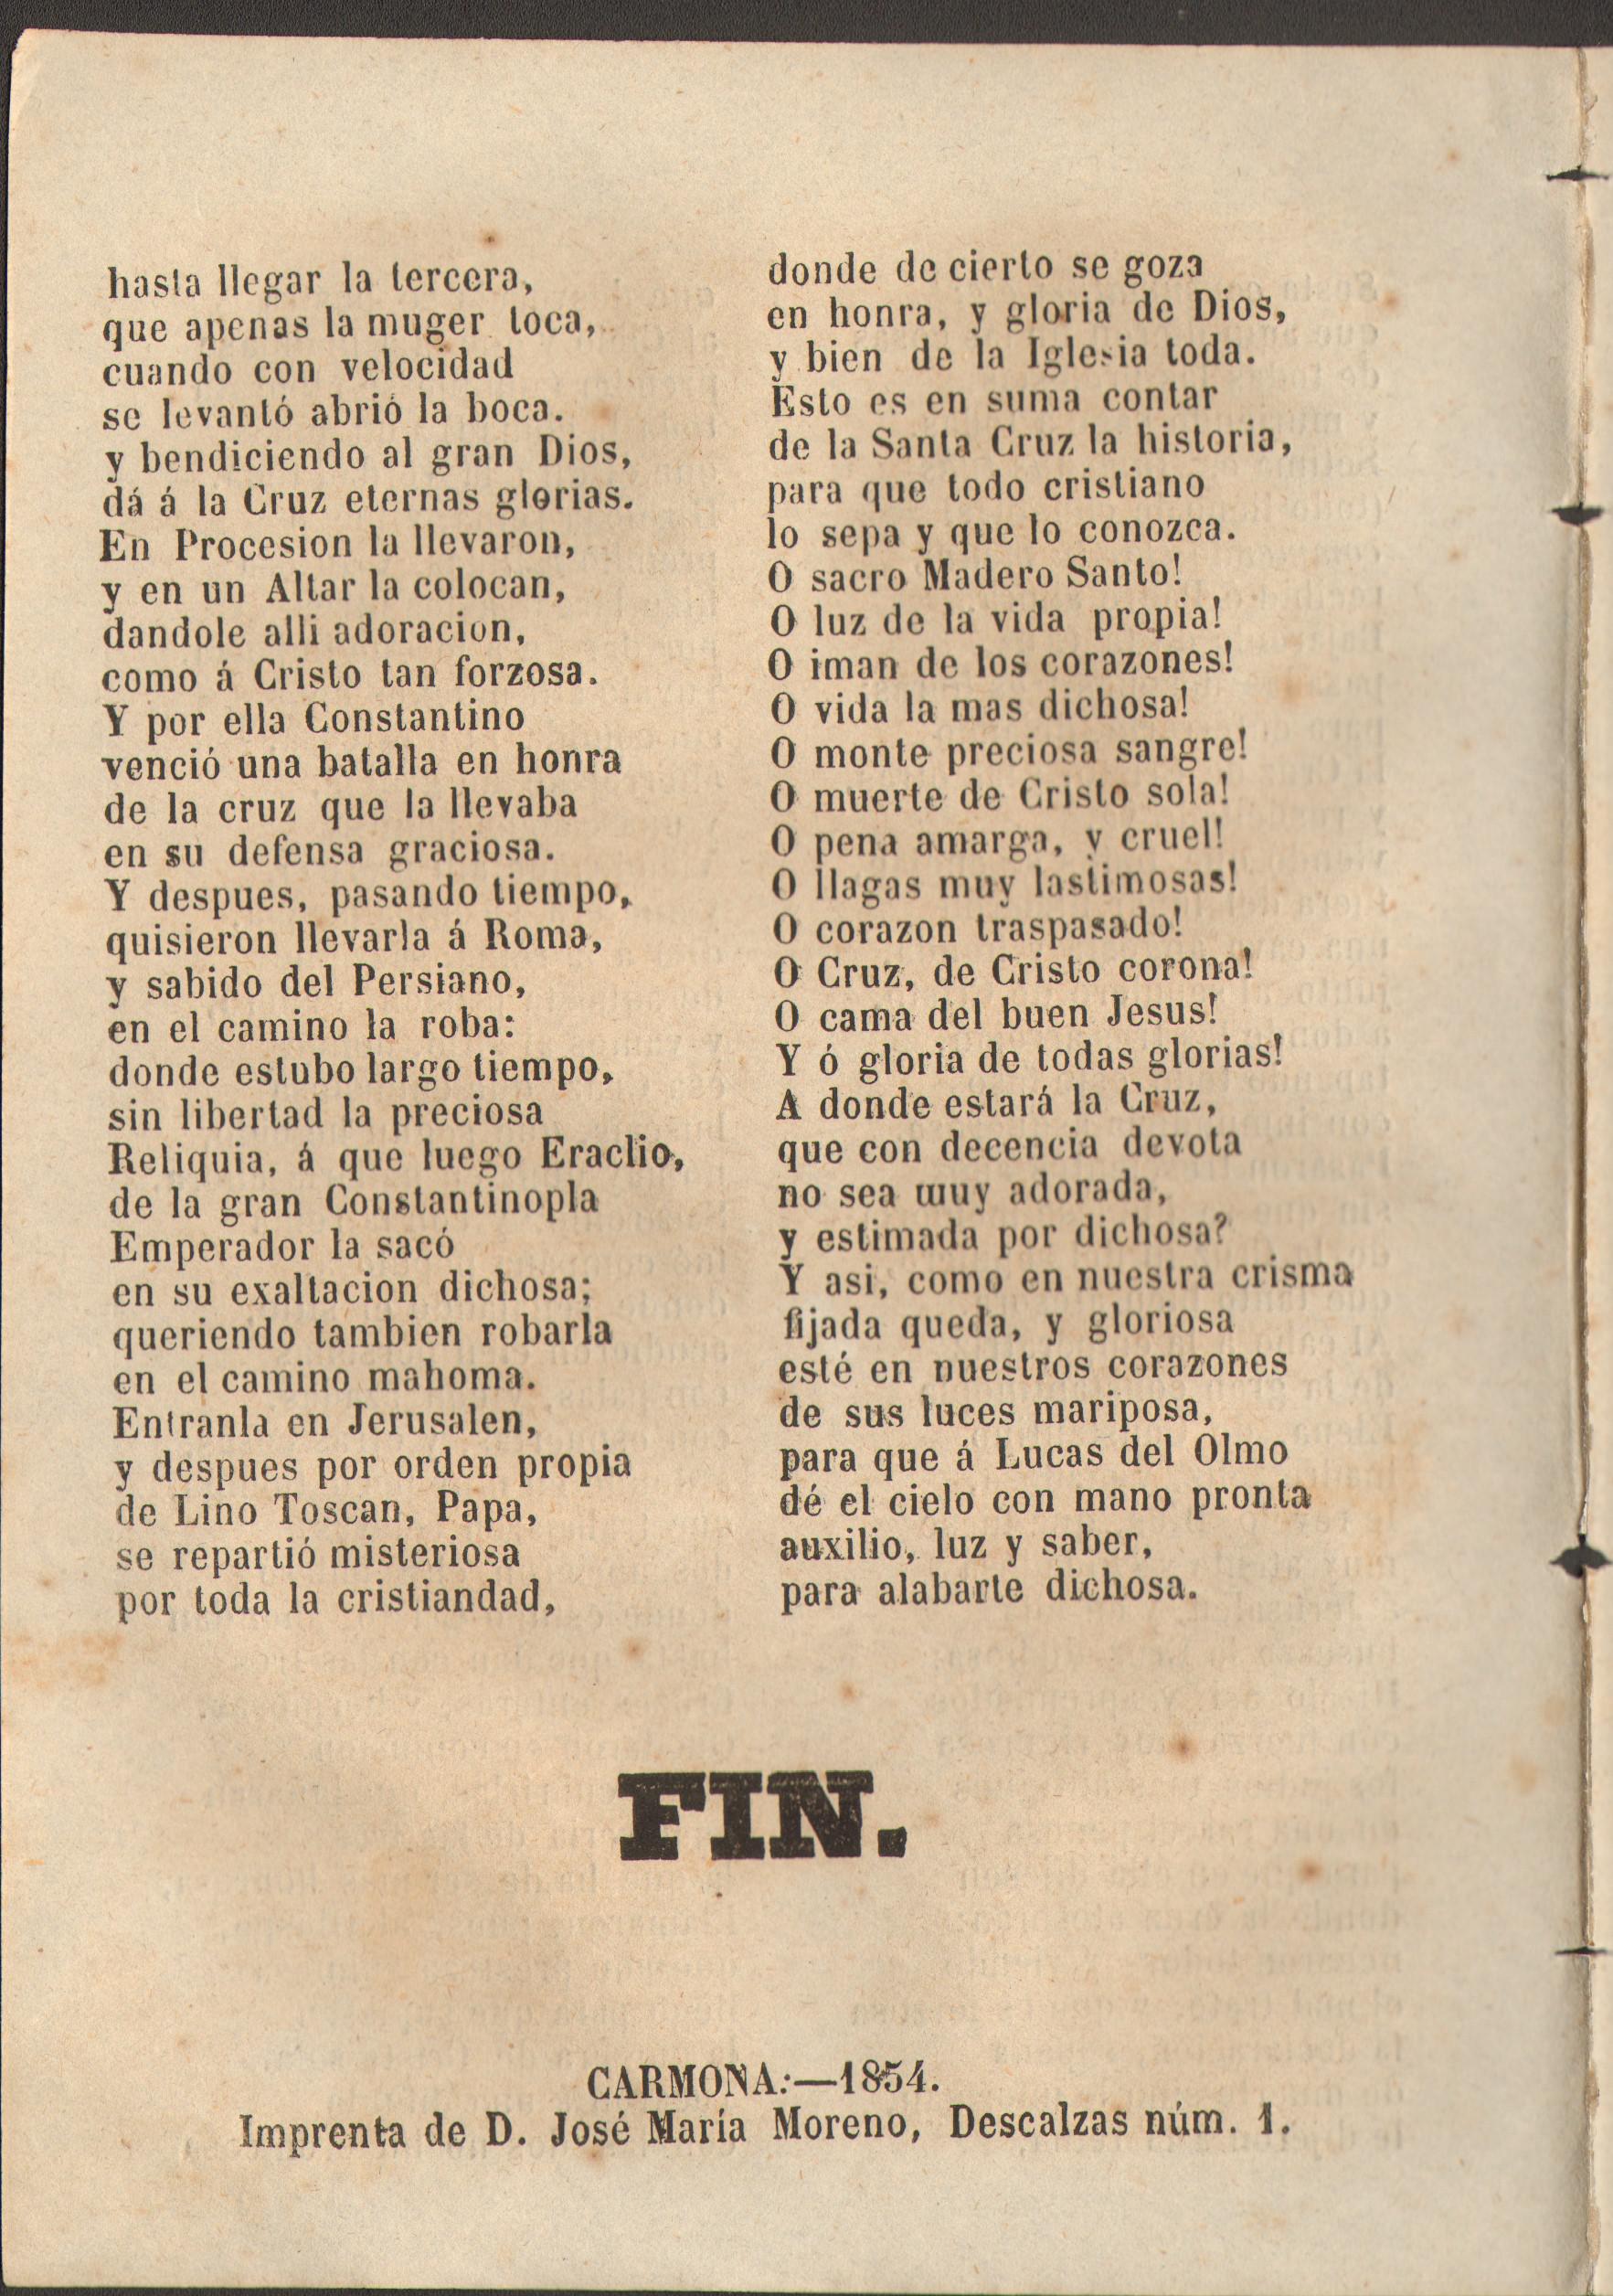 hasta llegar la tercera,
que apenas la muger toca,
cuando con velocidad
se levantó abrió la boca.
y bendiciendo al gran Dios,
dá á la Cruz eternas glorias.
En Procesion la llevaron,
y en un Altar la colocan,
dandole alli adoracion,
como á Cristo tan forzosa.
Y por ella Constantino
venció una batalla en honra
de la cruz que la llevaba
en su defensa graciosa.
Y despues, pasando tiempo,
quisieron llevarla á Roma,
y sabido del Persiano,
en el camino la roba:
donde estubo largo tiempo,
sin libertad la preciosa
Reliquia, á que luego Eraclio,
de la gran Constantinopla
Emperador la sacó
en su exaltacion dichosa;
queriendo tambien robarla
en el camino mahoma.
Entranla en Jerusalen,
y despues por orden propia
de Lino Toscan, Papa,
se repartió misteriosa
por toda la cristiandad,
donde de cierto se goza
en honra, y gloria de Dios,
y bien de la Iglesia toda.
Esto es en suma contar
de la Santa Cruz la historia,
para que todo cristiano
lo sepa y que lo conozca.
O sacro Madero Santo!
O luz de la vida propia!
O iman de los corazones!
O vida la mas dichosa!
O monte preciosa sangre!
O muerte de Cristo sola!
O pena amarga, y cruel!
O llagas muy lastimosas!
O corazon traspasado!
O Cruz, de Cristo corona!
O cama del buen Jesus!
Y ó gloria de todas glorias!
A donde estará la Cruz,
que con decencia devota
no sea muy adorada,
y estimada por dichosa?
Y asi, como en nuestra crisma
fijada queda, y gloriosa
esté en nuestros corazones
de sus luces mariposa,
para que á Lucas del Olmo
dé el cielo con mano pronta
auxilio, luz y saber,
para alabarte dichosa.
FIN.
CARMONA:—1854.
Imprenta de D. José María Moreno, Descalzas núm. 1.